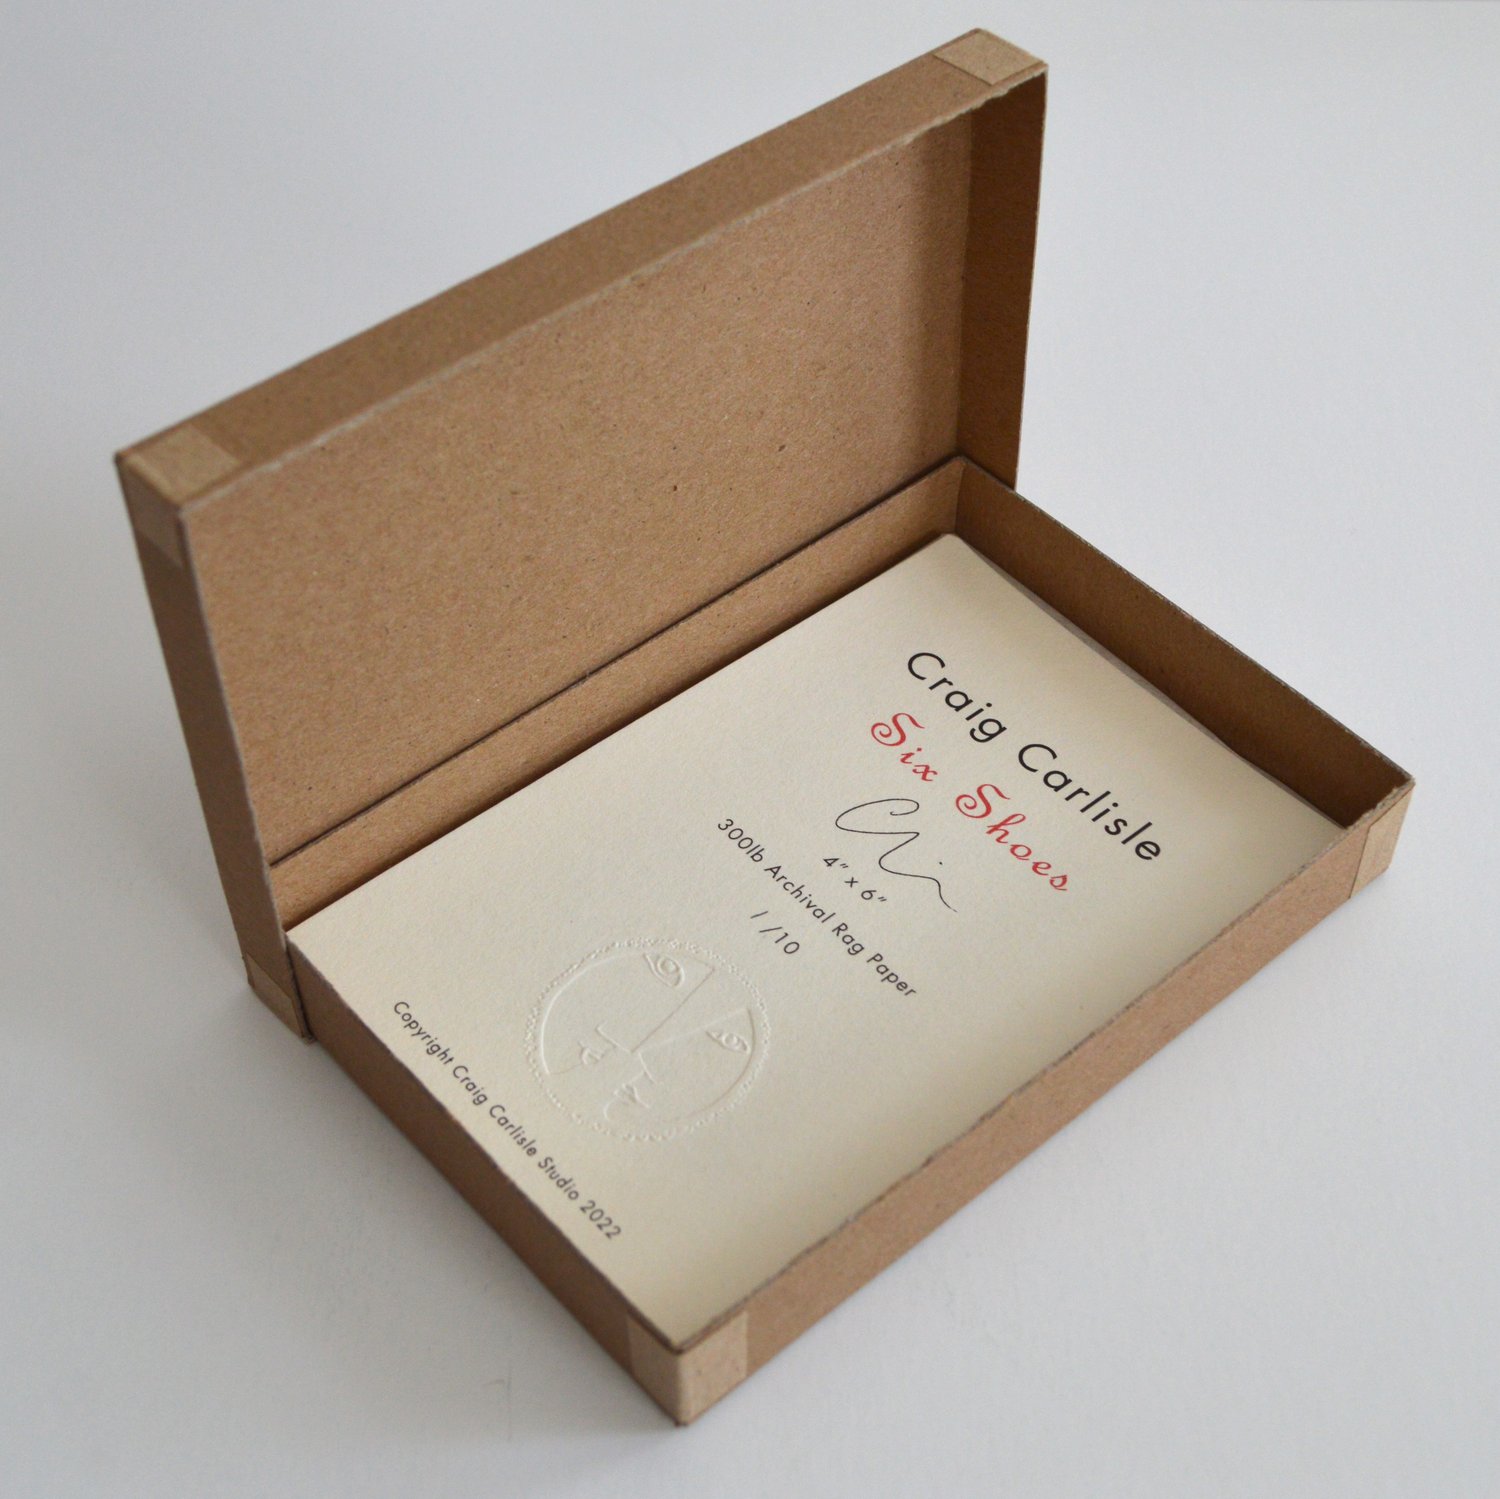 Craig Carlisle
Six Shoes
4" x 6"
300lb Archival Rag Paper
1/10
Copyright Craig Carlisle Studio 2022